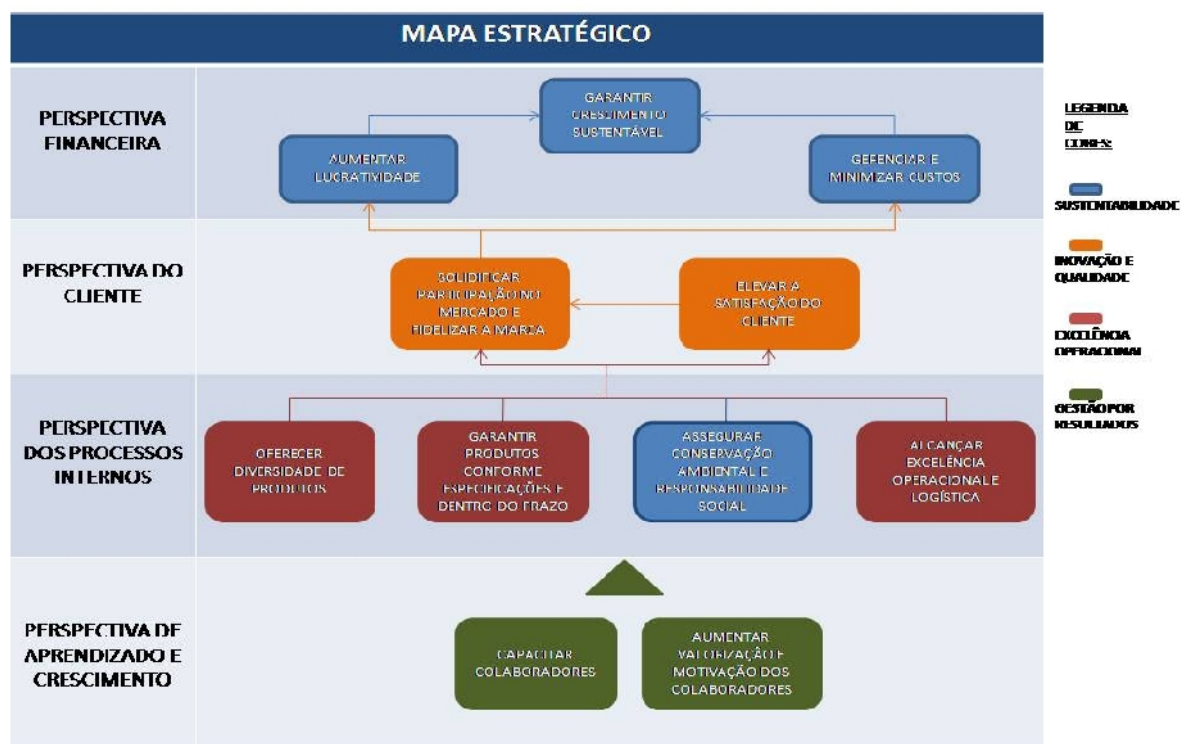 MAPA ESTRATÉGICO
PERSPECTIVA
FINANCEIRA
GARANTIR
CRESCIMENTO
SUSTENTÁVEL
AUMENTAR
LUCRATIVIDADE
GERENCIAR E
MINIMIZAR CUSTOS
PERSPECTIVA DO
CLIENTE
SOLIDIFICAR
PARTICIPAÇÃO NO
MERCADO E
FIDELIZAR A MARCA
ELEVAR A
SATISFAÇÃO DO
CLIENTE
PERSPECTIVA
DOS PROCESSOS
INTERNOS
OFERECER
DIVERSIDADE DE
PRODUTOS
GARANTIR
PRODUTOS
CONFORME
ESPECIFICAÇÕES E
DENTRO DO PRAZO
ASSEGURAR
CONSERVAÇÃO
AMBIENTAL E
RESPONSABILIDADE
SOCIAL
ALCANÇAR
EXCELÊNCIA
OPERACIONAL E
LOGÍSTICA
PERSPECTIVA DE
APRENDIZADO E
CRESCIMENTO
CAPACITAR
COLABORADORES
AUMENTAR
VALORIZAÇÃO E
MOTIVAÇÃO DOS
COLABORADORES
LEGENDA
DE
CORES:
SUSTENTABILIDADE
INOVAÇÃO E
QUALIDADE
EXCELÊNCIA
OPERACIONAL
GESTÃO POR
RESULTADOS